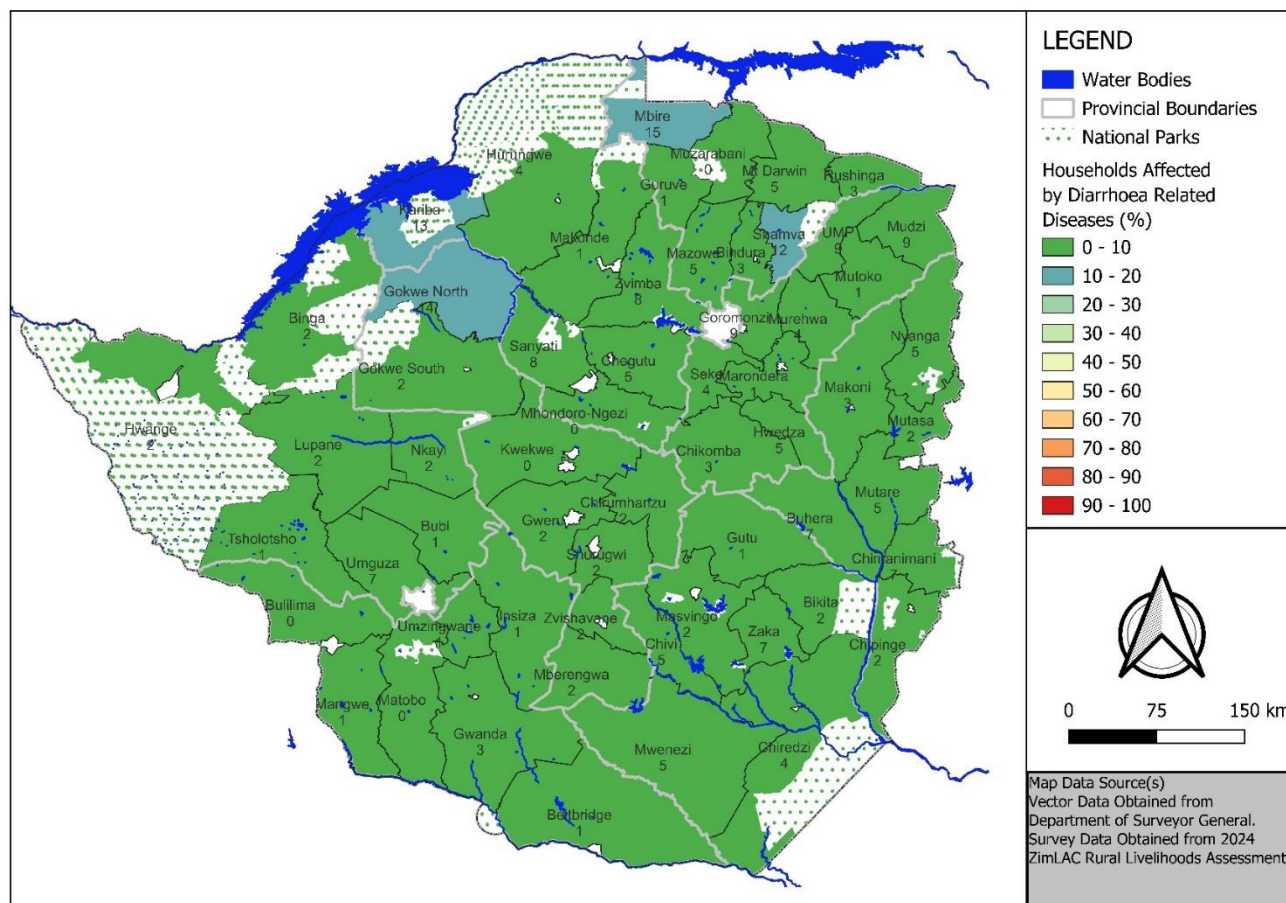 LEGEND
Water Bodies
Provincial Boundaries
National Parks
Households Affected
by Diarrhoea Related
Diseases (%)
0 - 10
10 - 20
20 - 30
30 - 40
40 - 50
50 - 60
60 - 70
70 - 80
80 - 90
90 - 100
0 75 150 km
Map Data Source(s)
Vector Data Obtained from
Department of Surveyor General.
Survey Data Obtained from 2024
ZimLAC Rural Livelihoods Assessment
Mbire
15
Hurungwe
4
Muzarabani
0
Mt Darwin
5
Rushinga
3
Guruve
1
Kariba
13
Makonde
1
Mazowe
5
Bindura
3
Shamva
12
UMP
9
Mudzi
9
Mutoko
1
Zvimba
8
Gokwe North
14
Binga
2
Goromonzi
9
Murehwa
Nyanga
5
Sanyati
8
Chegutu
5
Seke
4
Marondera
1
Makoni
3
Gokwe South
2
Mhondoro-Ngezi
0
Hwedza
5
Mutasa
2
Hwange
2
Lupane
2
Nkayi
2
Kwekwe
0
Chikomba
3
Chirumhanzu
2
Mutare
5
Buhera
7
Gweru
2
Gutu
1
Bubi
1
Tsholotsho
1
Umguza
7
Shurugwi
2
Chimanimani
7
Bulilima
0
Bikita
2
Umzingwane
4
Insiza
1
Zvishavane
2
Masvingo
2
Zaka
7
Chivi
5
Chipinge
2
Mberengwa
2
Mangwe
1
Matobo
0
Gwanda
3
Mwenezi
5
Chiredzi
4
Beitbridge
1